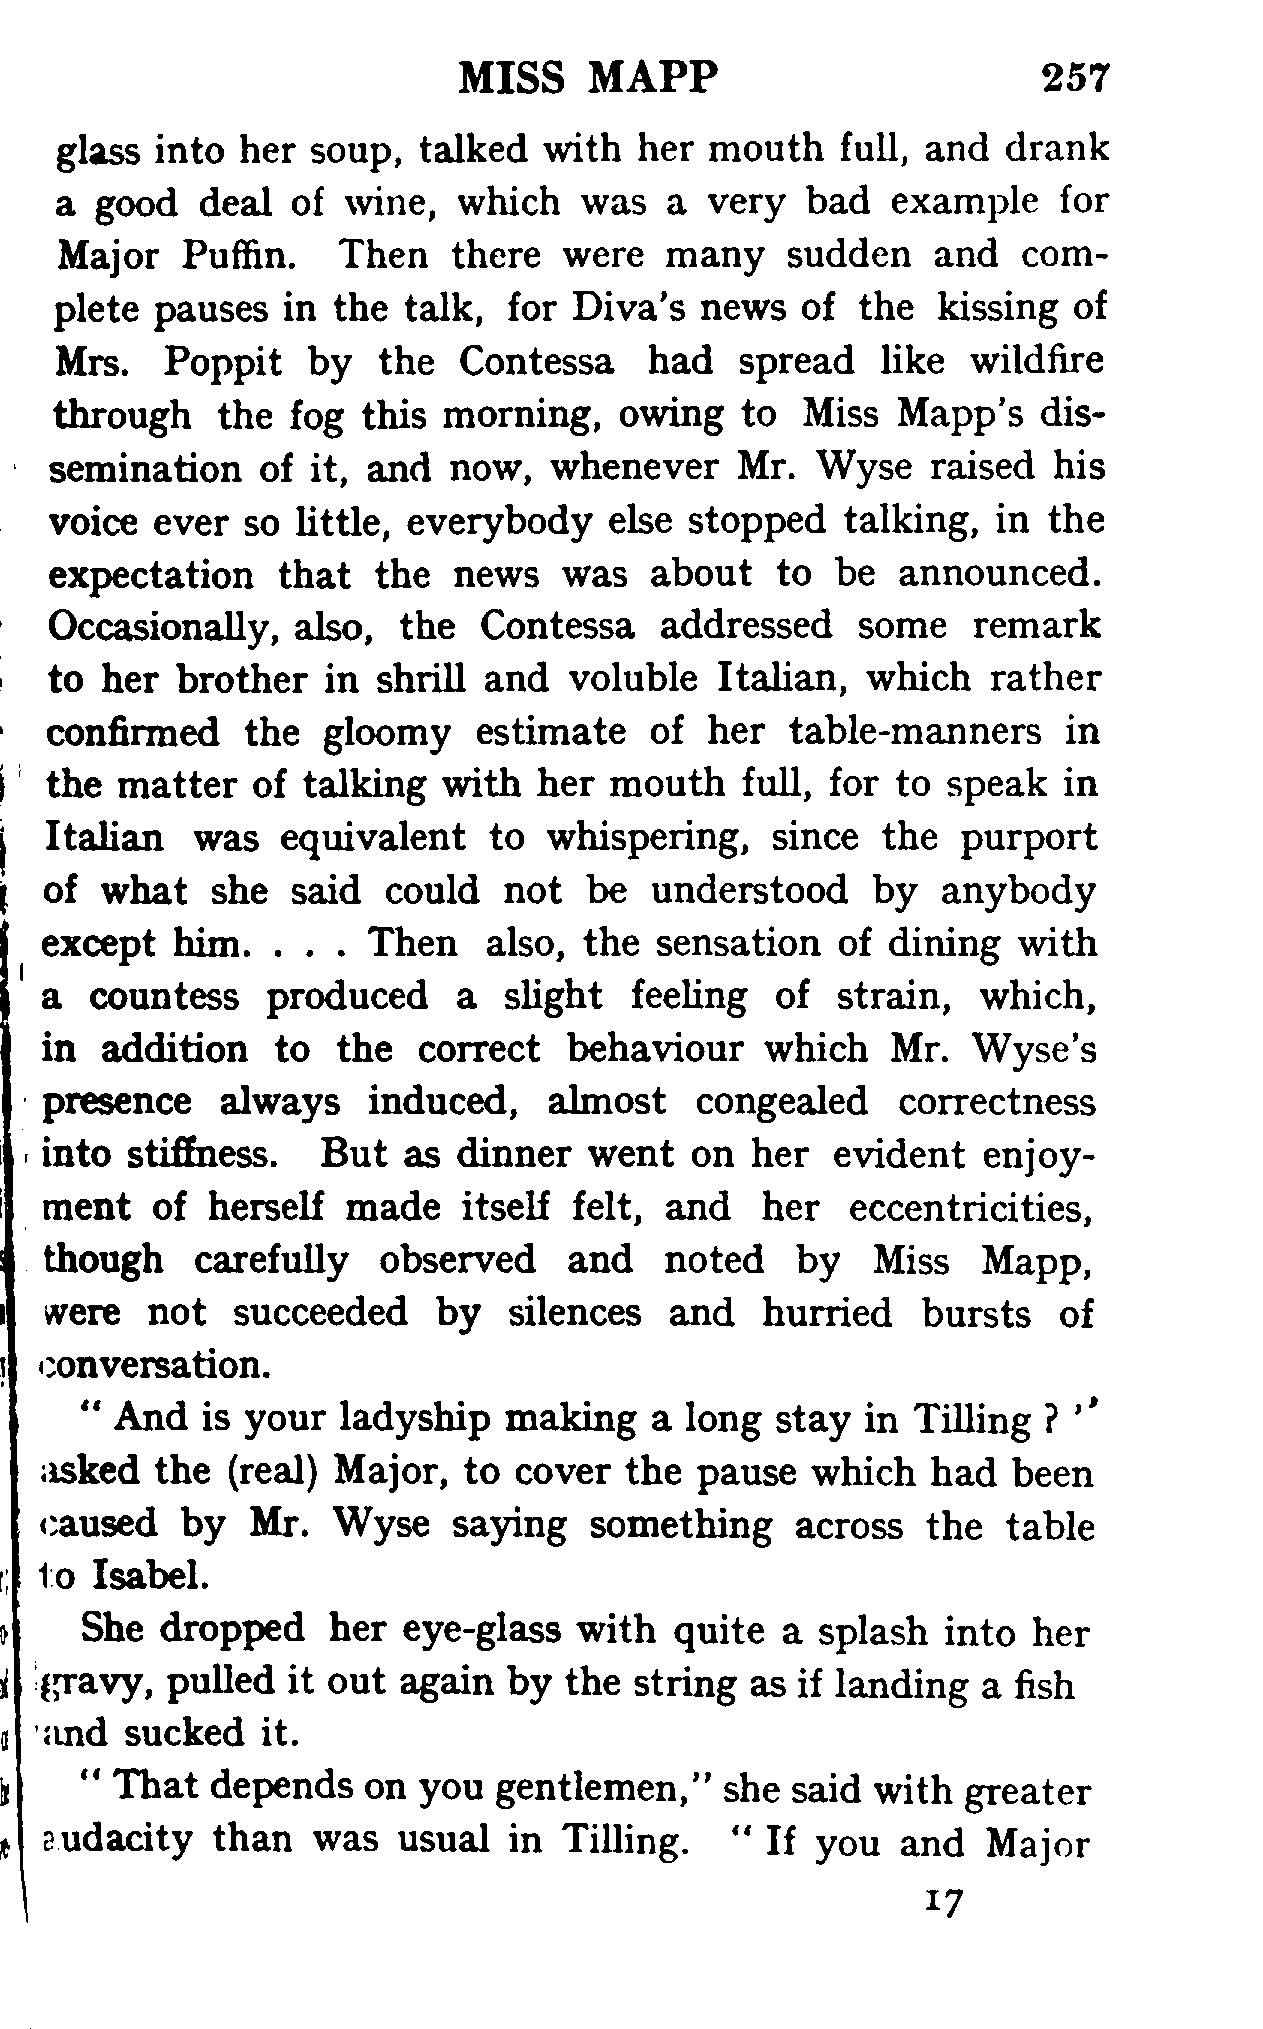 MISS MAPP 257
glass into her soup, talked with her mouth full, and drank
a good deal of wine, which was a very bad example for
Major Puffin. Then there were many sudden and com-
plete pauses in the talk, for Diva's news of the kissing of
Mrs. Poppit by the Contessa had spread like wildfire
through the fog this morning, owing to Miss Mapp's dis-
semination of it, and now, whenever Mr. Wyse raised his
voice ever so little, everybody else stopped talking, in the
expectation that the news was about to be announced.
Occasionally, also, the Contessa addressed some remark
to her brother in shrill and voluble Italian, which rather
confirmed the gloomy estimate of her table-manners in
the matter of talking with her mouth full, for to speak in
Italian was equivalent to whispering, since the purport
of what she said could not be understood by anybody
except him. . . . Then also, the sensation of dining with
a countess produced a slight feeling of strain, which,
in addition to the correct behaviour which Mr. Wyse's
presence always induced, almost congealed correctness
into stiffness. But as dinner went on her evident enjoy-
ment of herself made itself felt, and her eccentricities,
though carefully observed and noted by Miss Mapp,
were not succeeded by silences and hurried bursts of
conversation.
" And is your ladyship making a long stay in Tilling ? "
asked the (real) Major, to cover the pause which had been
caused by Mr. Wyse saying something across the table
to Isabel.
She dropped her eye-glass with quite a splash into her
gravy, pulled it out again by the string as if landing a fish
and sucked it.
" That depends on you gentlemen," she said with greater
audacity than was usual in Tilling. " If you and Major
17